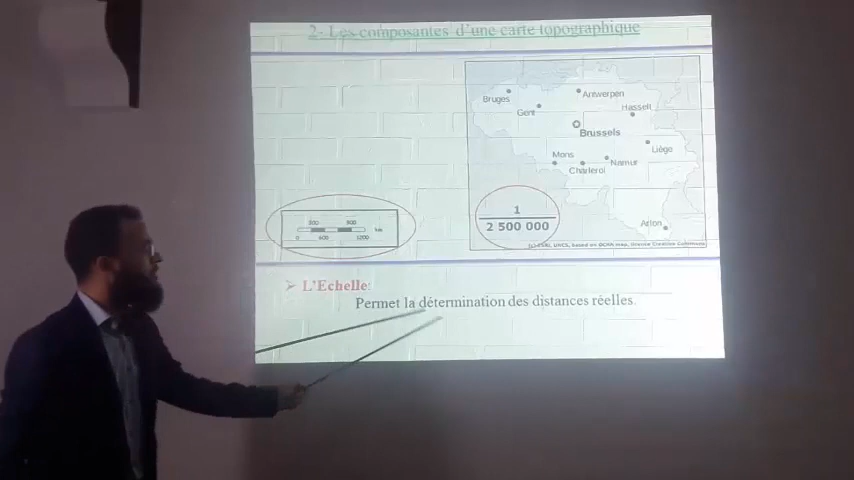 2- Les composantes d'une carte topographique
Bruges
Antwerpen
Gent
Hasselt
Brussels
Liège
Mons
Namur
Charleroi
Arlon
300 900 km
0 600 1200
1
2 500 000
➤ L'Echelle:
Permet la détermination des distances réelles.